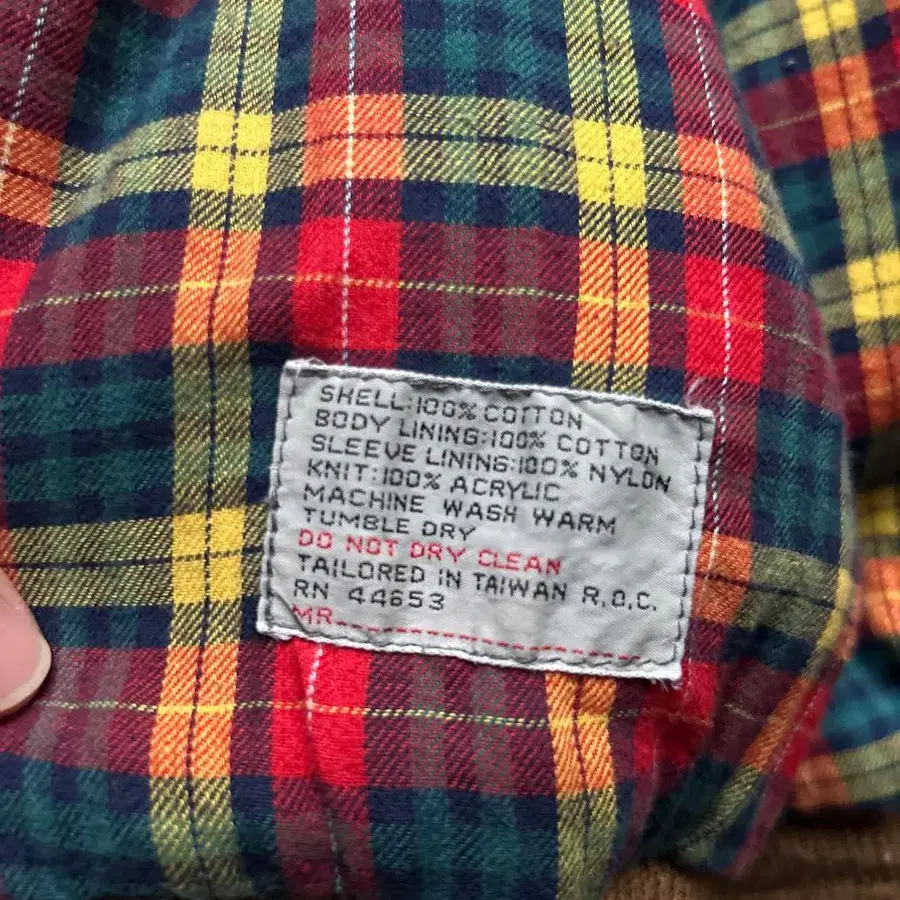 SHELL:100% COTTON
BODY LINING:100% COTTON
SLEEVE LINING:100% NYLON
KNIT:100% ACRYLIC
MACHINE WASH WARM
TUMBLE DRY
DO NOT DRY CLEAN
TAILORED IN TAIWAN R.O.C.
RN 44653
MR